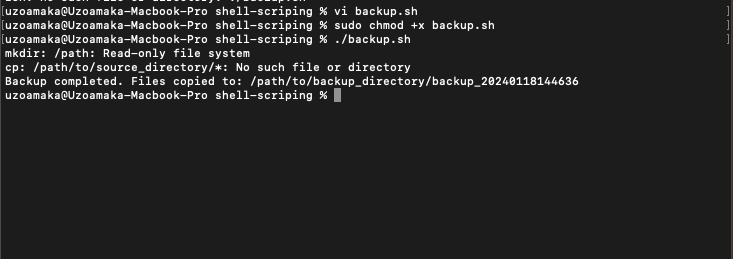 [uzoamaka@Uzoamaka-Macbook-Pro shell-scriping % vi backup.sh ]
[uzoamaka@Uzoamaka-Macbook-Pro shell-scriping % sudo chmod +x backup.sh ]
[uzoamaka@Uzoamaka-Macbook-Pro shell-scriping % ./backup.sh ]
mkdir: /path: Read-only file system
cp: /path/to/source_directory/*: No such file or directory
Backup completed. Files copied to: /path/to/backup_directory/backup_20240118144636
uzoamaka@Uzoamaka-Macbook-Pro shell-scriping %